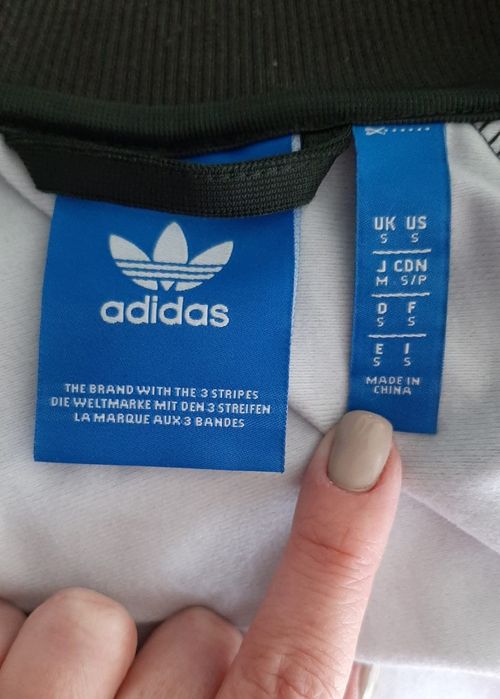 adidas
THE BRAND WITH THE 3 STRIPES
DIE WELTMARKE MIT DEN 3 STREIFEN
LA MARQUE AUX 3 BANDES
UK US
S S
J CDN
M S/P
D F
S S
E I
S S
MADE IN
CHINA